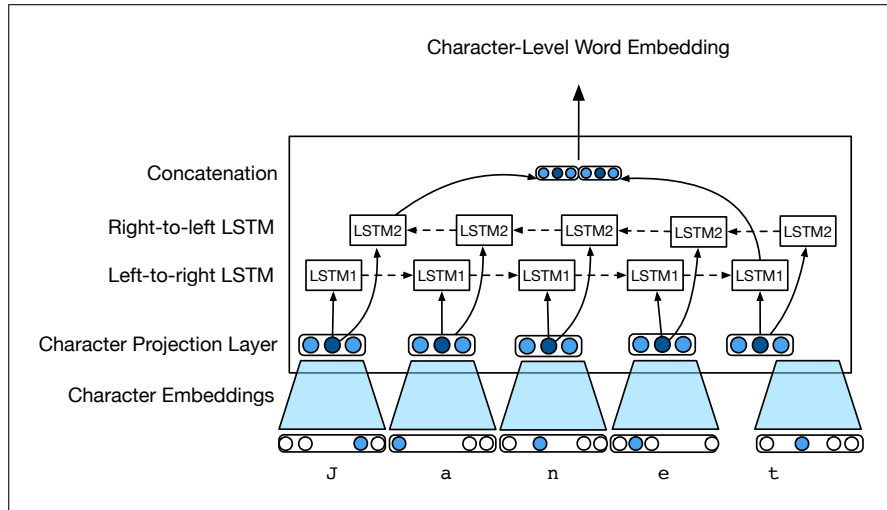 Character-Level Word Embedding
Concatenation
Right-to-left LSTM
LSTM2 LSTM2 LSTM2 LSTM2 LSTM2
Left-to-right LSTM
LSTM1 LSTM1 LSTM1 LSTM1 LSTM1
Character Projection Layer
Character Embeddings
J a n e t